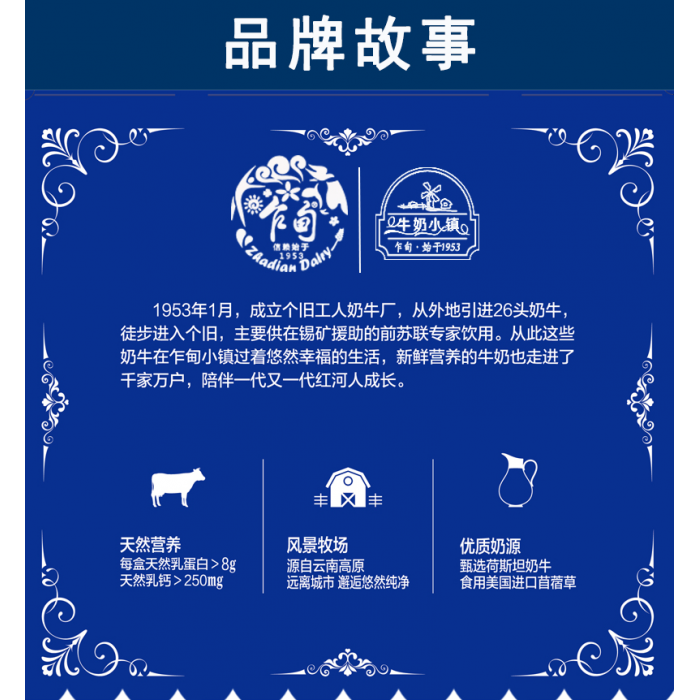 品牌故事
乍甸
信赖始于
1953
Zhadian Dairy
牛奶小镇
乍甸·始于1953
1953年1月，成立个旧工人奶牛厂，从外地引进26头奶牛，
徒步进入个旧，主要供在锡矿援助的前苏联专家饮用。从此这些
奶牛在乍甸小镇过着悠然幸福的生活，新鲜营养的牛奶也走进了
千家万户，陪伴一代又一代红河人成长。
天然营养
每盒天然乳蛋白＞8g
天然乳钙＞250mg
风景牧场
源自云南高原
远离城市 邂逅悠然纯净
优质奶源
甄选荷斯坦奶牛
食用美国进口苜蓿草